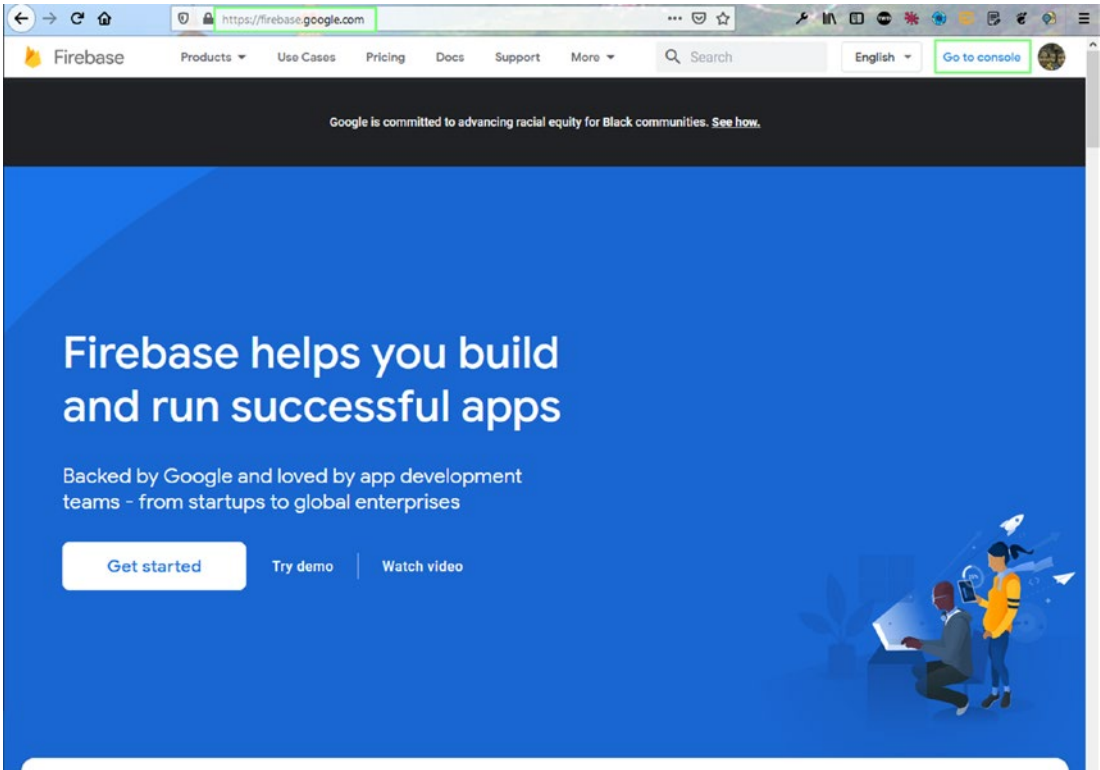 https://firebase.google.com
Firebase Products Use Cases Pricing Docs Support More Search English Go to console
Google is committed to advancing racial equity for Black communities. See how.
Firebase helps you build
and run successful apps
Backed by Google and loved by app development
teams - from startups to global enterprises
Get started Try demo Watch video